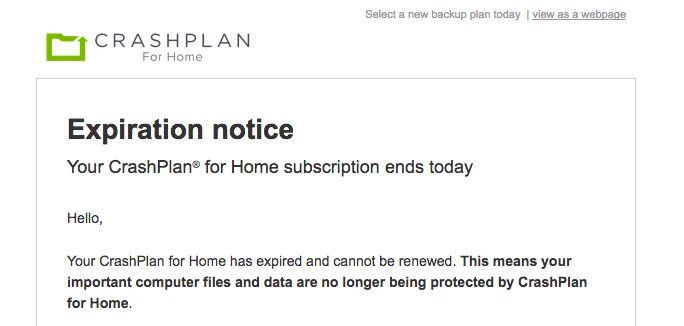 Select a new backup plan today | view as a webpage
CRASHPLAN
For Home
Expiration notice
Your CrashPlan® for Home subscription ends today
Hello,
Your CrashPlan for Home has expired and cannot be renewed. This means your
important computer files and data are no longer being protected by CrashPlan
for Home.